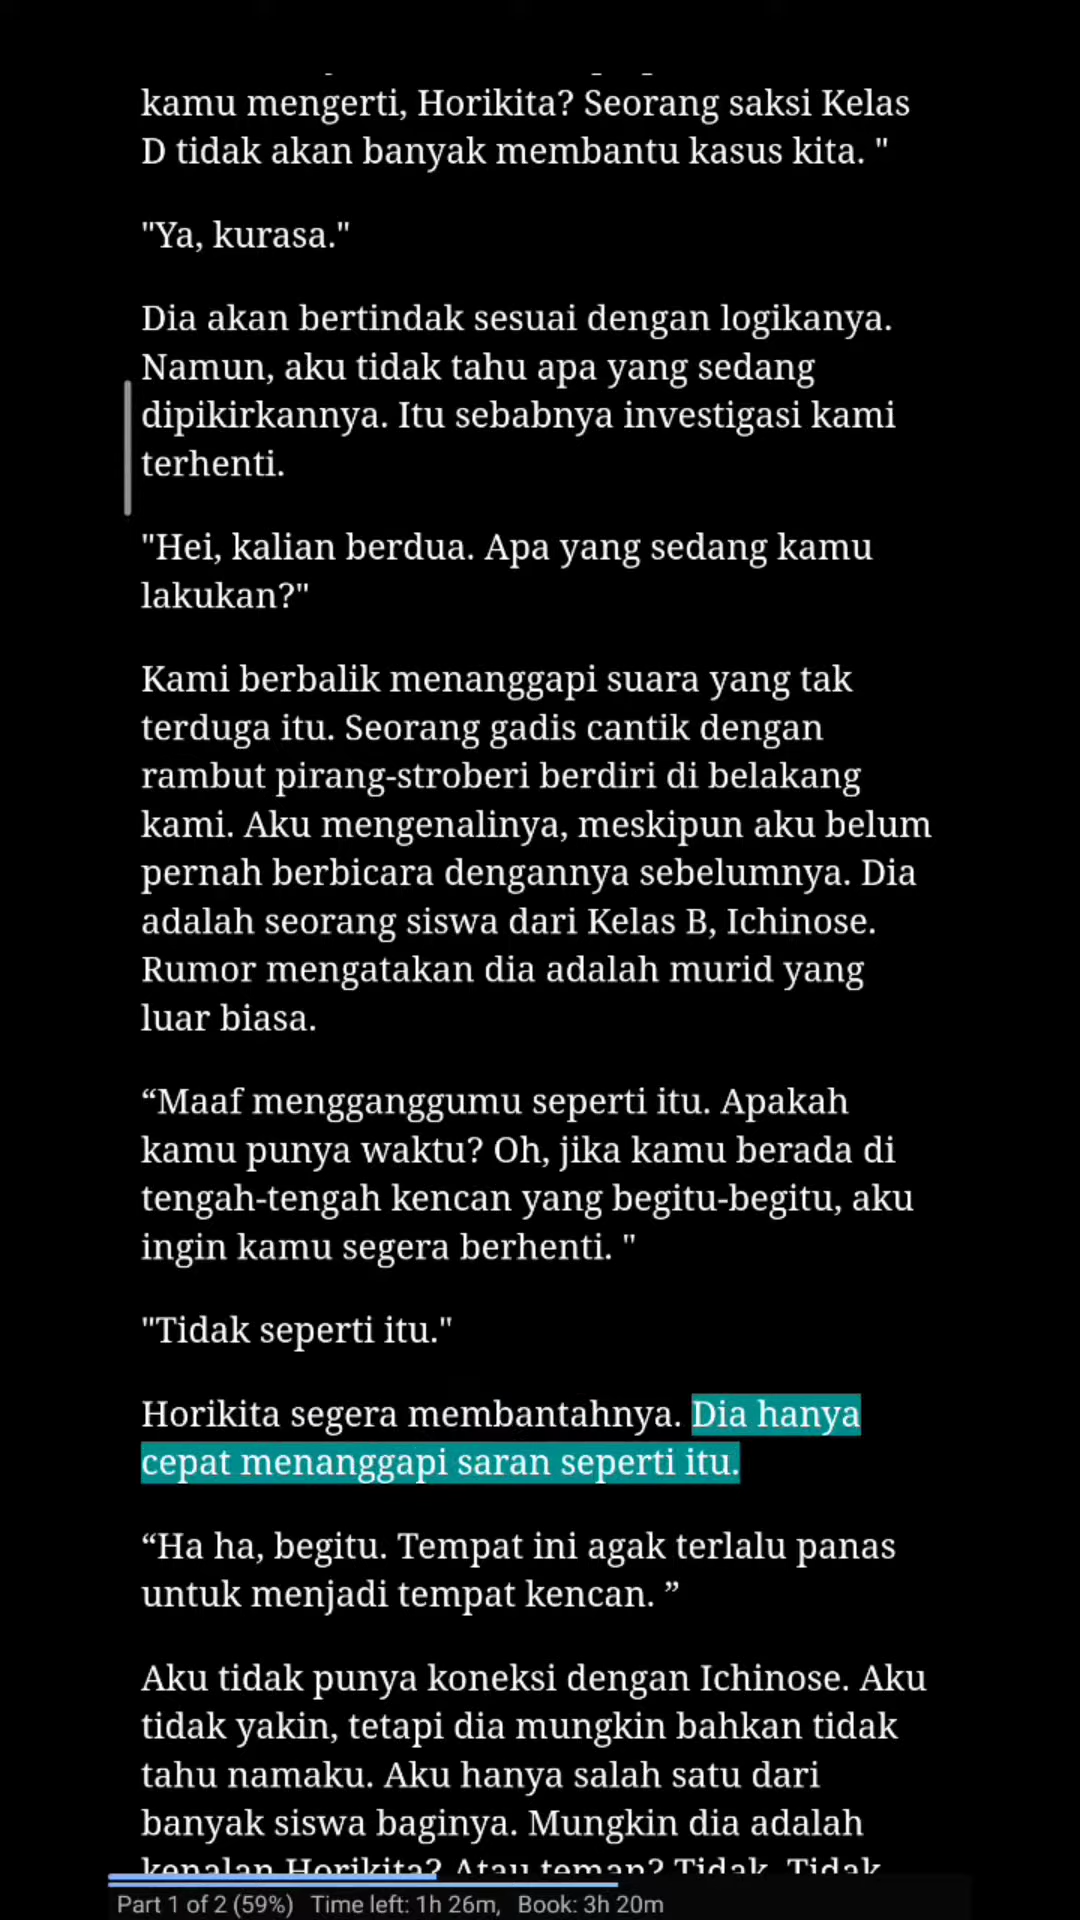 kamu mengerti, Horikita? Seorang saksi Kelas
D tidak akan banyak membantu kasus kita. "
"Ya, kurasa."
Dia akan bertindak sesuai dengan logikanya.
Namun, aku tidak tahu apa yang sedang
dipikirkannya. Itu sebabnya investigasi kami
terhenti.
"Hei, kalian berdua. Apa yang sedang kamu
lakukan?"
Kami berbalik menanggapi suara yang tak
terduga itu. Seorang gadis cantik dengan
rambut pirang-stroberi berdiri di belakang
kami. Aku mengenalinya, meskipun aku belum
pernah berbicara dengannya sebelumnya. Dia
adalah seorang siswa dari Kelas B, Ichinose.
Rumor mengatakan dia adalah murid yang
luar biasa.
“Maaf mengganggumu seperti itu. Apakah
kamu punya waktu? Oh, jika kamu berada di
tengah-tengah kencan yang begitu-begitu, aku
ingin kamu segera berhenti. "
"Tidak seperti itu."
Horikita segera membantahnya. Dia hanya
cepat menanggapi saran seperti itu.
“Ha ha, begitu. Tempat ini agak terlalu panas
untuk menjadi tempat kencan. ”
Aku tidak punya koneksi dengan Ichinose. Aku
tidak yakin, tetapi dia mungkin bahkan tidak
tahu namaku. Aku hanya salah satu dari
banyak siswa baginya. Mungkin dia adalah
kenalan Horikita? Atau teman? Tidak. Tidak
Part 1 of 2 (59%) Time left: 1h 26m, Book: 3h 20m